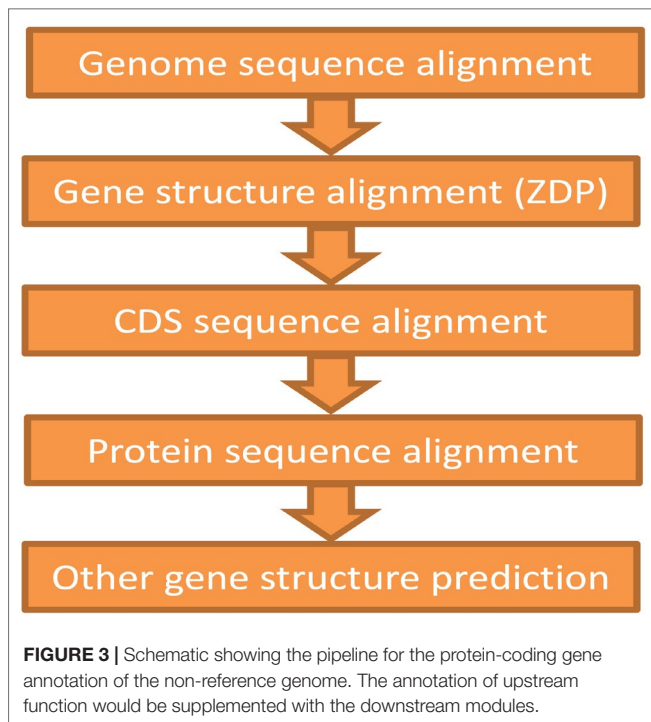 Genome sequence alignment
Gene structure alignment (ZDP)
CDS sequence alignment
Protein sequence alignment
Other gene structure prediction
FIGURE 3 | Schematic showing the pipeline for the protein-coding gene
annotation of the non-reference genome. The annotation of upstream
function would be supplemented with the downstream modules.